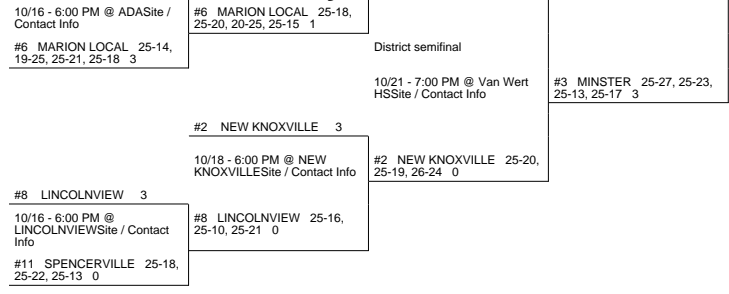 10/16 - 6:00 PM @ ADASite /
Contact Info
#6 MARION LOCAL 25-18,
25-20, 20-25, 25-15 1
#6 MARION LOCAL 25-14,
19-25, 25-21, 25-18 3
District semifinal
10/21 - 7:00 PM @ Van Wert
HSSite / Contact Info
#3 MINSTER 25-27, 25-23,
25-13, 25-17 3
#2 NEW KNOXVILLE 3
10/18 - 6:00 PM @ NEW
KNOXVILLESite / Contact Info
#2 NEW KNOXVILLE 25-20,
25-19, 26-24 0
#8 LINCOLNVIEW 3
10/16 - 6:00 PM @
LINCOLNVIEWSite / Contact
Info
#8 LINCOLNVIEW 25-16,
25-10, 25-21 0
#11 SPENCERVILLE 25-18,
25-22, 25-13 0